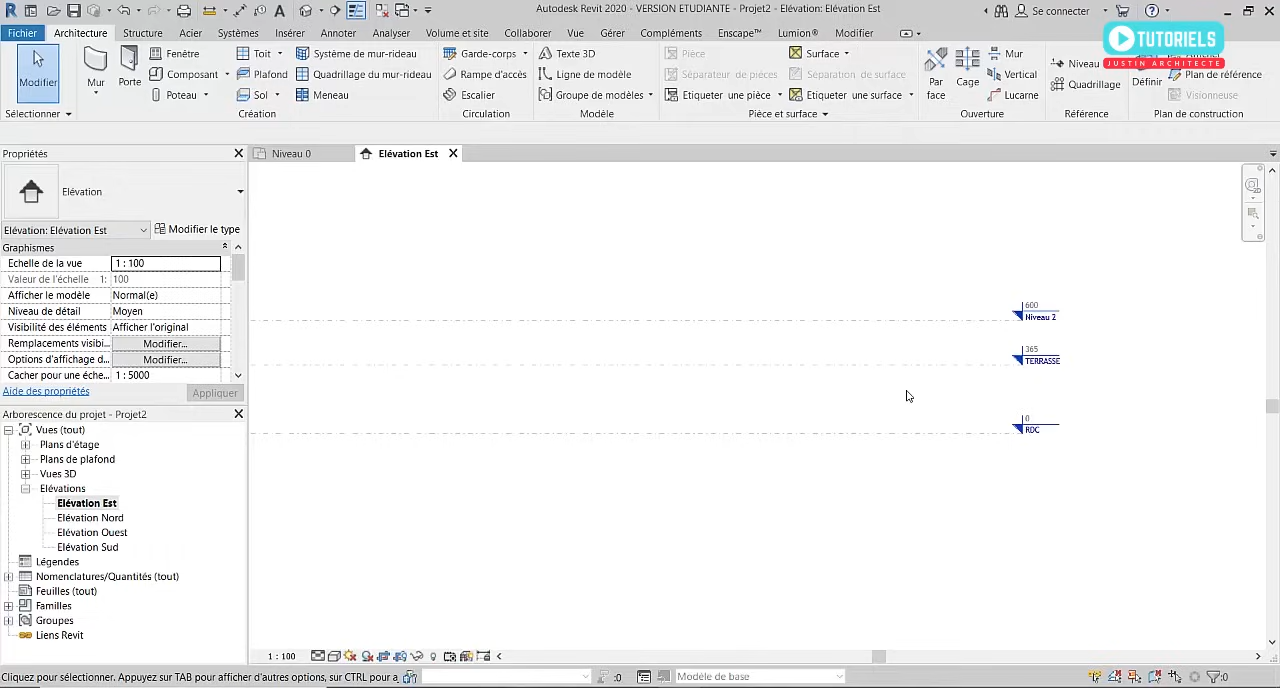 Autodesk Revit 2020 - VERSION ETUDIANTE - Projet2 - Elévation: Elévation Est
Se connecter
Fichier Architecture Structure Acier Systèmes Insérer Annoter Analyser Volume et site Collaborer Vue Gérer Compléments Enscape™ Lumion® Modifier
TUTORIELS
JUSTIN ARCHITECTE
Modifier
Mur
Porte
Fenêtre
Composant
Poteau
Toit
Plafond
Sol
Système de mur-rideau
Quadrillage du mur-rideau
Meneau
Rampe d'accès
Escalier
Texte 3D
Ligne de modèle
Groupe de modèles
Pièce
Séparateur de pièces
Etiqueter une pièce
Surface
Séparation de surface
Etiqueter une surface
Par face
Cage
Mur
Vertical
Lucarne
Niveau
Quadrillage
Définir
Plan de référence
Visionneuse
Sélectionner Création Circulation Modèle Pièce et surface Ouverture Référence Plan de construction
Propriétés
Niveau 0
Elévation Est
Elévation
Elévation: Elévation Est
Modifier le type
Graphismes
Echelle de la vue 1 : 100
Valeur de l'échelle 1: 100
Afficher le modèle Normal(e)
Niveau de détail Moyen
Visibilité des éléments Afficher l'original
Remplacements visibi... Modifier...
Options d'affichage d... Modifier...
Cacher pour une éche... 1 : 5000
Aide des propriétés
Appliquer
Arborescence du projet - Projet2
Vues (tout)
Plans d'étage
Plans de plafond
Vues 3D
Elévations
Elévation Est
Elévation Nord
Elévation Ouest
Elévation Sud
Légendes
Nomenclatures/Quantités (tout)
Feuilles (tout)
Familles
Groupes
Liens Revit
600
Niveau 2
365
TERRASSE
0
RDC
1 : 100
Cliquez pour sélectionner. Appuyez sur TAB pour afficher d'autres options, sur CTRL pour a
:0
Modèle de base
:0